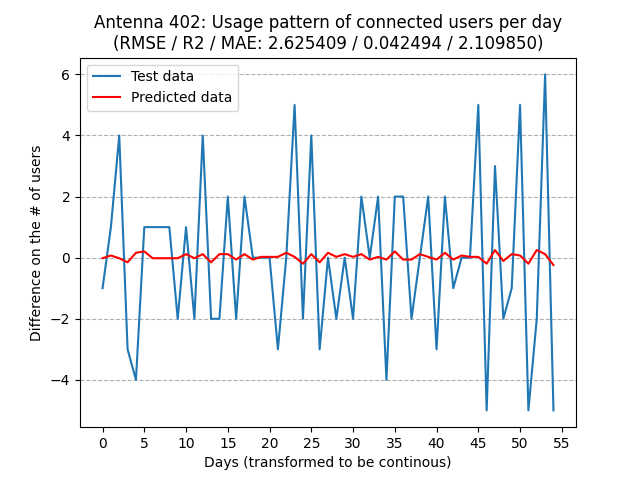 Antenna 402: Usage pattern of connected users per day
(RMSE / R2 / MAE: 2.625409 / 0.042494 / 2.109850)
Test data
Predicted data
Difference on the # of users
6
4
2
0
−2
−4
0 5 10 15 20 25 30 35 40 45 50 55
Days (transformed to be continous)